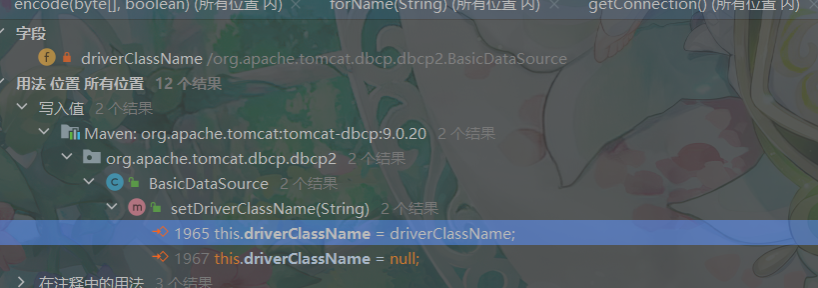 encode(byte[], boolean) (所有位置 内) × forName(String) (所有位置 内) × getConnection() (所有位置 内) ×
字段
driverClassName /org.apache.tomcat.dbcp.dbcp2.BasicDataSource
用法 位置 所有位置 12 个结果
写入值 2 个结果
Maven: org.apache.tomcat:tomcat-dbcp:9.0.20 2 个结果
org.apache.tomcat.dbcp.dbcp2 2 个结果
BasicDataSource 2 个结果
setDriverClassName(String) 2 个结果
1965 this.driverClassName = driverClassName;
1967 this.driverClassName = null;
在注释中的用法 3 个结果